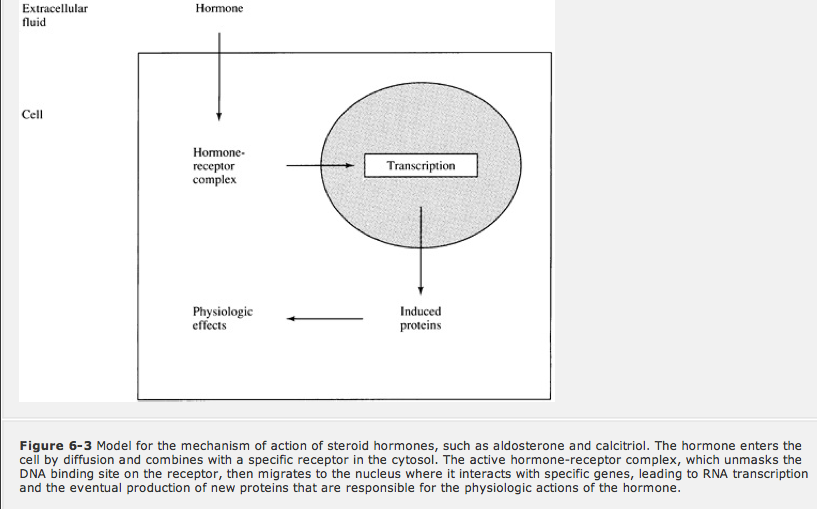 Extracellular
fluid
Hormone
Cell
Hormone-
receptor
complex
Transcription
Physiologic
effects
Induced
proteins
Figure 6-3 Model for the mechanism of action of steroid hormones, such as aldosterone and calcitriol. The hormone enters the
cell by diffusion and combines with a specific receptor in the cytosol. The active hormone-receptor complex, which unmasks the
DNA binding site on the receptor, then migrates to the nucleus where it interacts with specific genes, leading to RNA transcription
and the eventual production of new proteins that are responsible for the physiologic actions of the hormone.